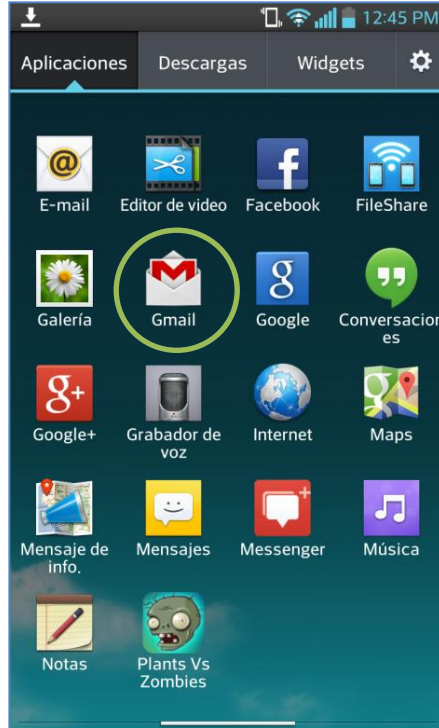 12:45 PM
Aplicaciones Descargas Widgets
E-mail Editor de video Facebook FileShare
Galería Gmail Google Conversacion
es
Google+ Grabador de Internet Maps
voz
Mensaje de Mensajes Messenger Música
info.
Notas Plants Vs
Zombies